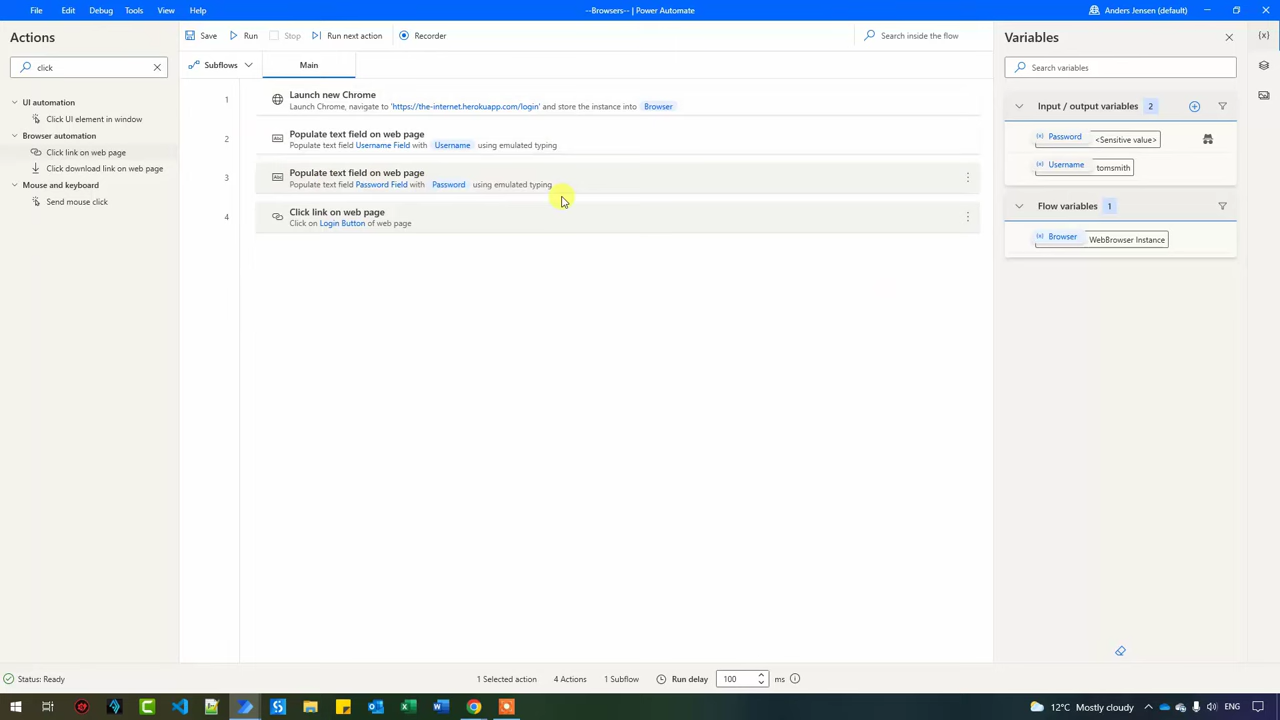 File Edit Debug Tools View Help --Browsers-- | Power Automate Anders Jensen (default)
Actions
click
UI automation
Click UI element in window
Browser automation
Click link on web page
Click download link on web page
Mouse and keyboard
Send mouse click
Save Run Stop Run next action Recorder Search inside the flow
Subflows Main
1 Launch new Chrome
Launch Chrome, navigate to 'https://the-internet.herokuapp.com/login' and store the instance into Browser
2 Populate text field on web page
Populate text field Username Field with Username using emulated typing
3 Populate text field on web page
Populate text field Password Field with Password using emulated typing
4 Click link on web page
Click on Login Button of web page
Variables
Search variables
Input / output variables 2
{x} Password <Sensitive value>
{x} Username tomsmith
Flow variables 1
{x} Browser WebBrowser Instance
Status: Ready 1 Selected action 4 Actions 1 Subflow Run delay 100 ms
12°C Mostly cloudy ENG